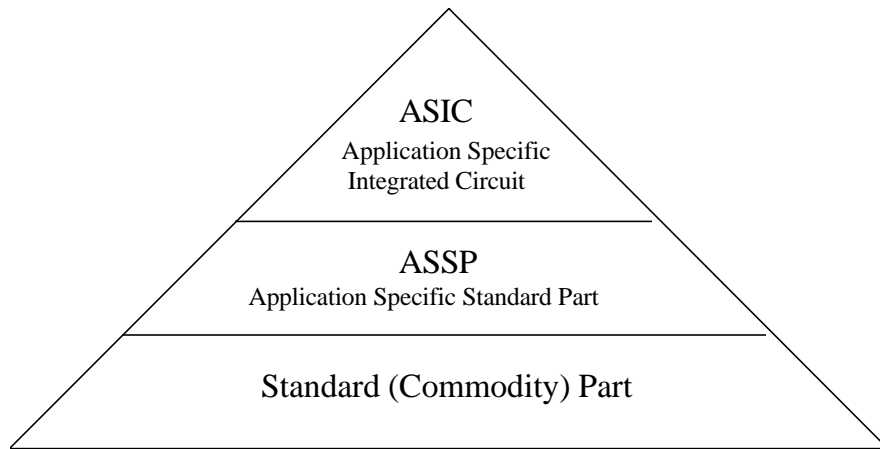 ASIC
Application Specific
Integrated Circuit
ASSP
Application Specific Standard Part
Standard (Commodity) Part